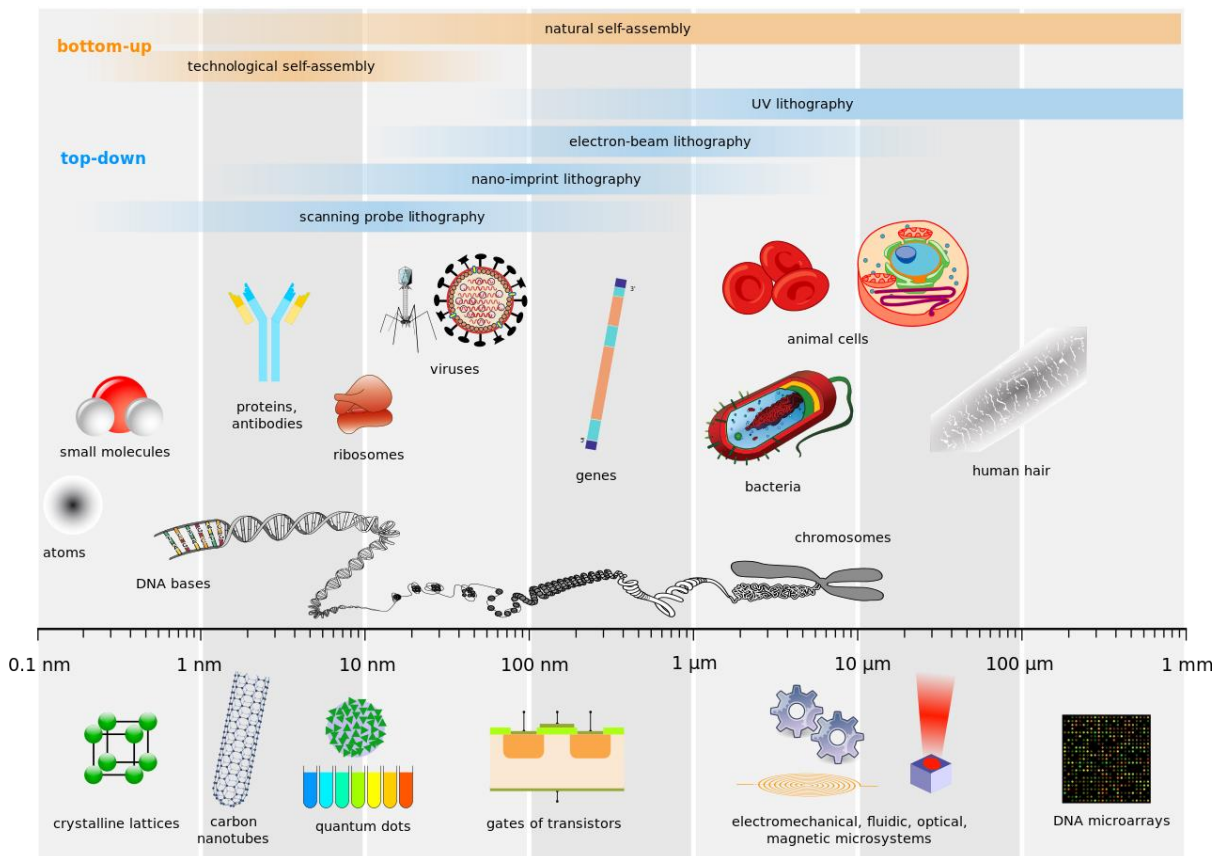 natural self-assembly
bottom-up
technological self-assembly
UV lithography
electron-beam lithography
top-down
nano-imprint lithography
scanning probe lithography
3'
animal cells
viruses
proteins,
antibodies
small molecules
ribosomes
5'
genes
human hair
bacteria
atoms
chromosomes
DNA bases
0.1 nm
1 nm
10 nm
100 nm
1 µm
10 µm
100 µm
1 mm
crystalline lattices
carbon
nanotubes
quantum dots
gates of transistors
electromechanical, fluidic, optical,
magnetic microsystems
DNA microarrays